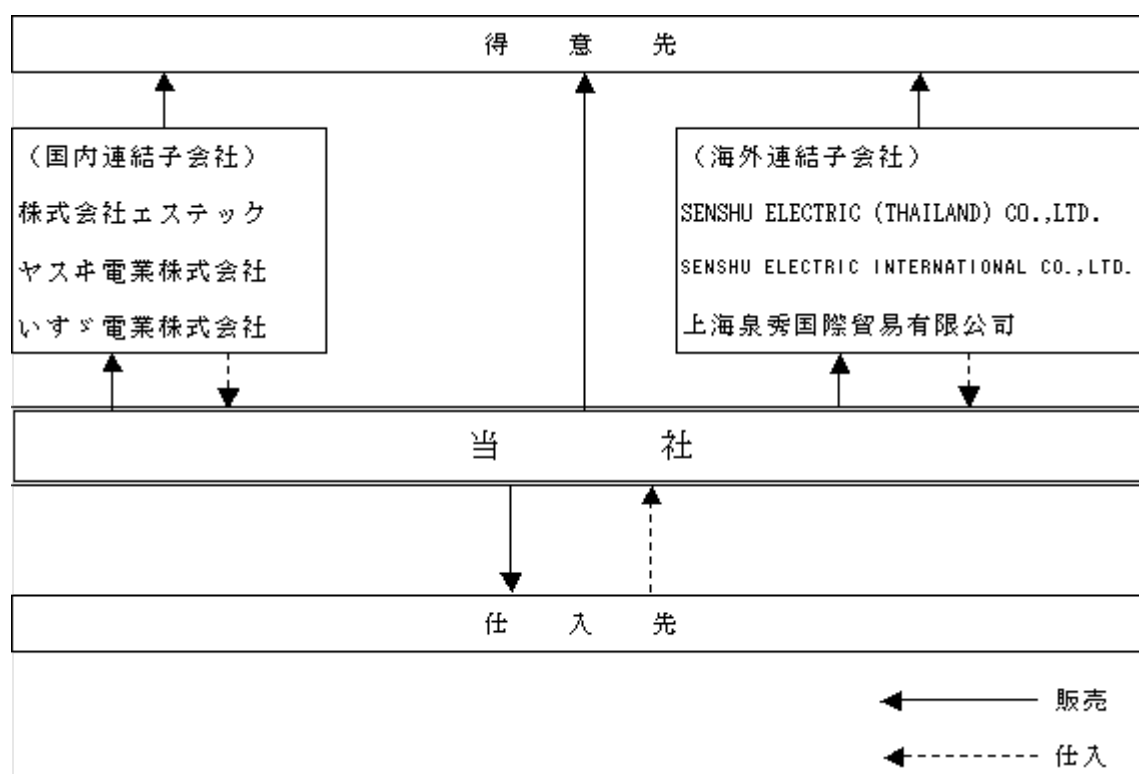 得意先
（国内連結子会社）
株式会社エステック
ヤスヰ電業株式会社
いすゞ電業株式会社
（海外連結子会社）
SENSHU ELECTRIC (THAILAND) CO.,LTD.
SENSHU ELECTRIC INTERNATIONAL CO.,LTD.
上海泉秀国際貿易有限公司
当社
仕入先
販売
仕入